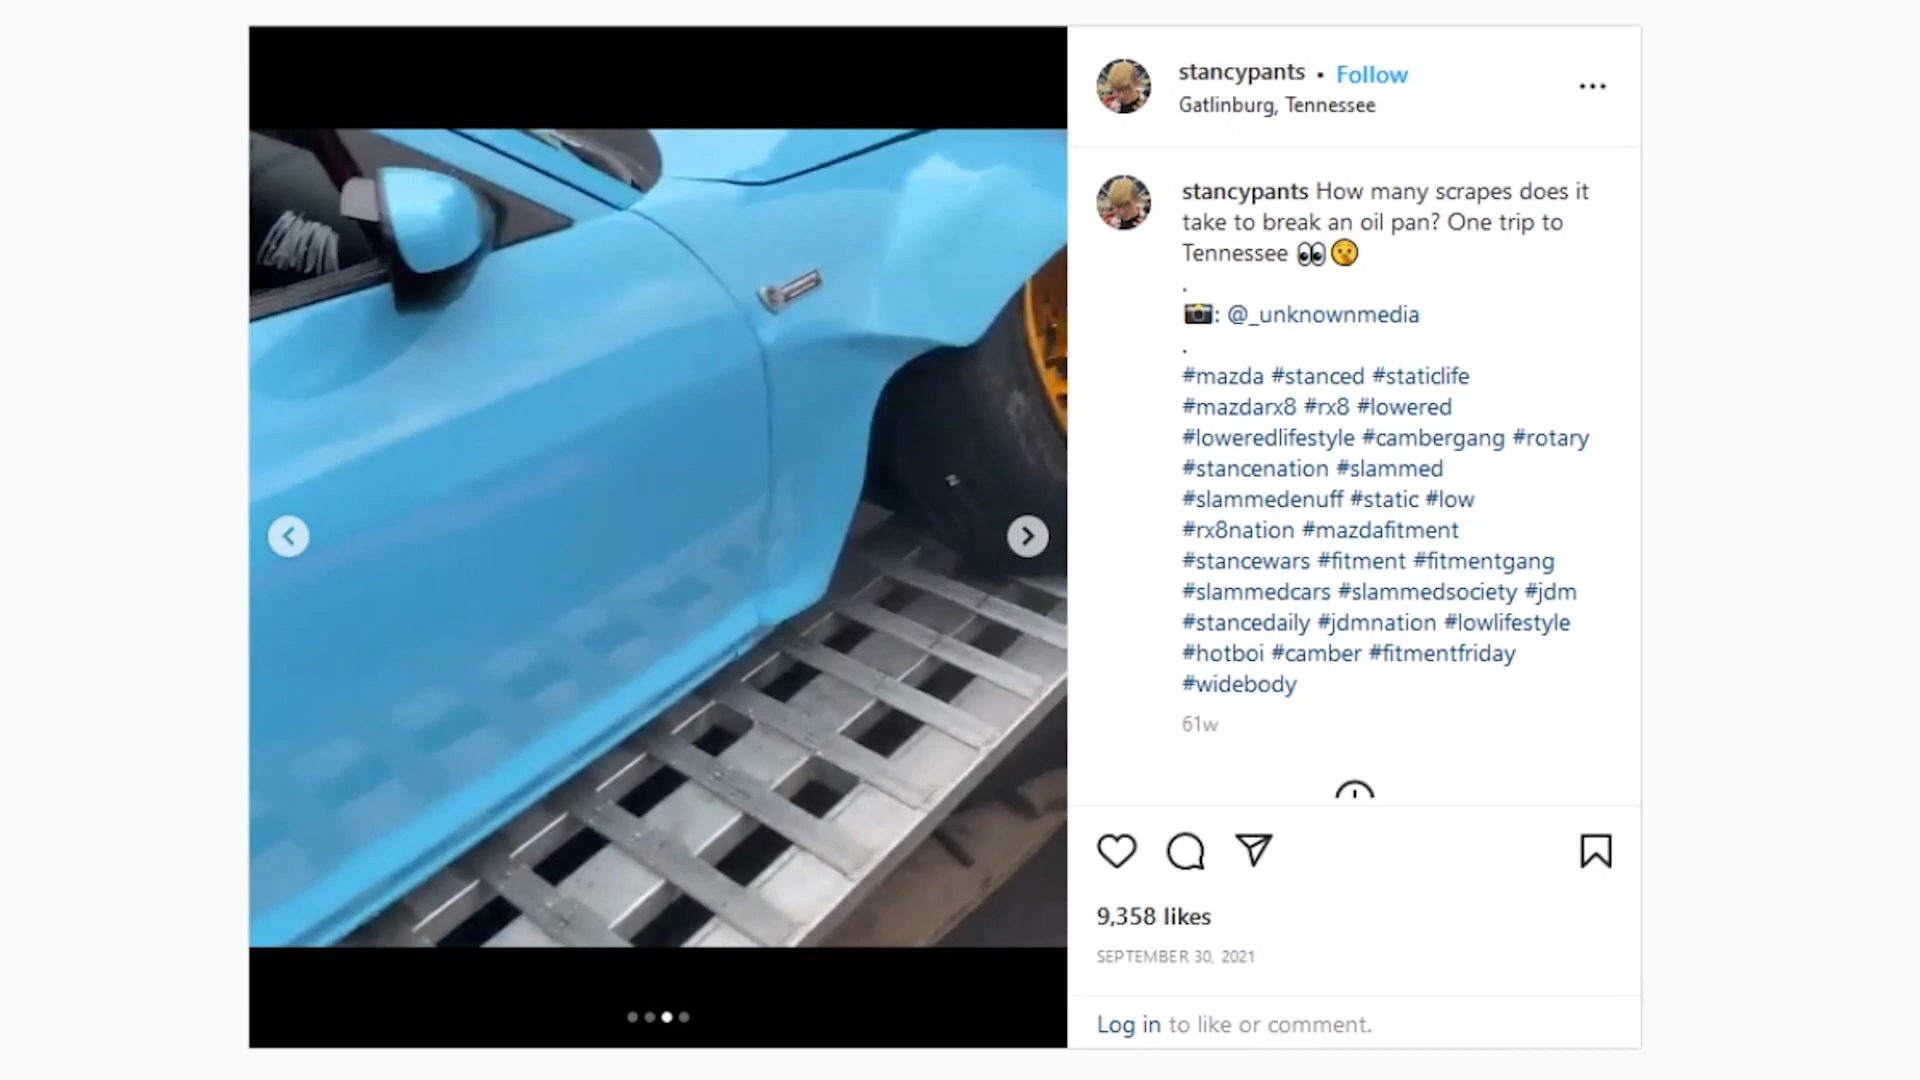 stancypants • Follow
Gatlinburg, Tennessee
stancypants How many scrapes does it
take to break an oil pan? One trip to
Tennessee 👀🤫
.
📸: @_unknownmedia
.
#mazda #stanced #staticlife
#mazdarx8 #rx8 #lowered
#loweredlifestyle #cambergang #rotary
#stancenation #slammed
#slammedenuff #static #low
#rx8nation #mazdafitment
#stancewars #fitment #fitmentgang
#slammedcars #slammedsociety #jdm
#stancedaily #jdmnation #lowlifestyle
#hotboi #camber #fitmentfriday
#widebody
61w
9,358 likes
SEPTEMBER 30, 2021
Log in to like or comment.